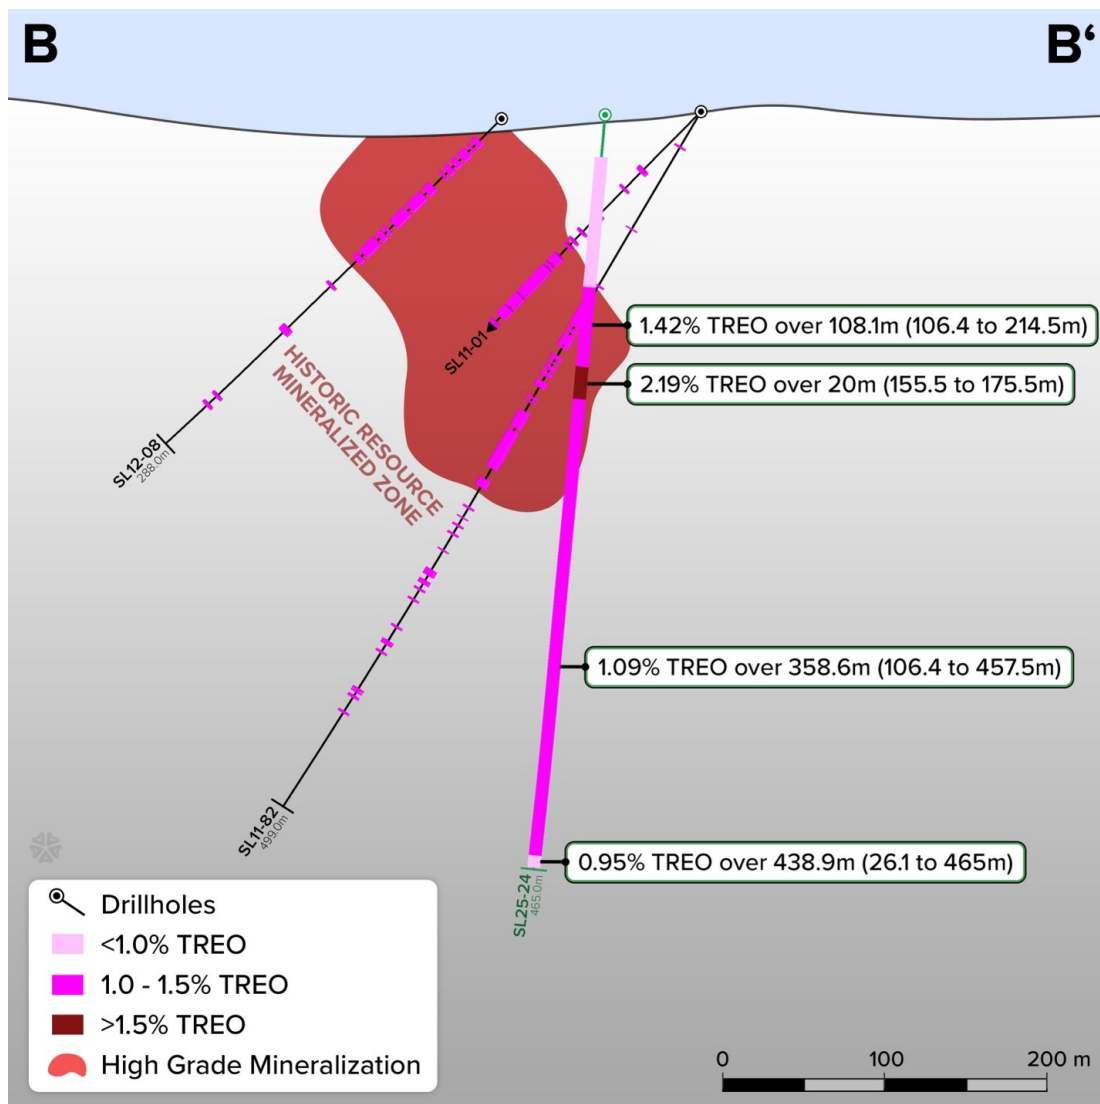 B
B‘
1.42% TREO over 108.1m (106.4 to 214.5m)
SL11-01
2.19% TREO over 20m (155.5 to 175.5m)
HISTORIC RESOURCE
MINERALIZED ZONE
SL12-08
288.0m
1.09% TREO over 358.6m (106.4 to 457.5m)
SL11-82
499.0m
0.95% TREO over 438.9m (26.1 to 465m)
SL25-24
465.0m
Drillholes
<1.0% TREO
1.0 - 1.5% TREO
>1.5% TREO
High Grade Mineralization
0 100 200 m